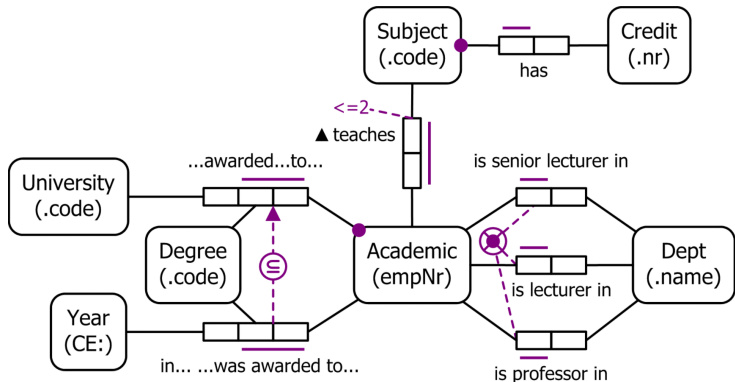 Subject
(.code)
Credit
(.nr)
has
<=2
▲ teaches
...awarded...to...
is senior lecturer in
University
(.code)
Degree
(.code)
⊆
Academic
(empNr)
Dept
(.name)
is lecturer in
Year
(CE:)
in... ...was awarded to...
is professor in